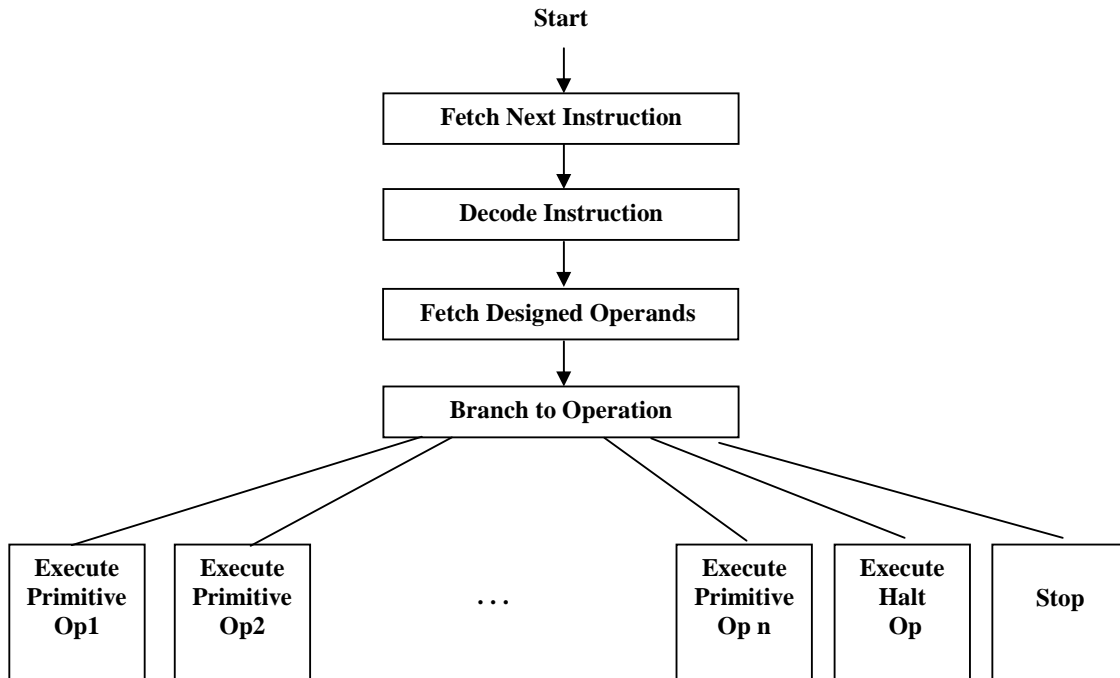 Start
Fetch Next Instruction
Decode Instruction
Fetch Designed Operands
Branch to Operation
Execute
Primitive
Op1
Execute
Primitive
Op2
. . .
Execute
Primitive
Op n
Execute
Halt
Op
Stop